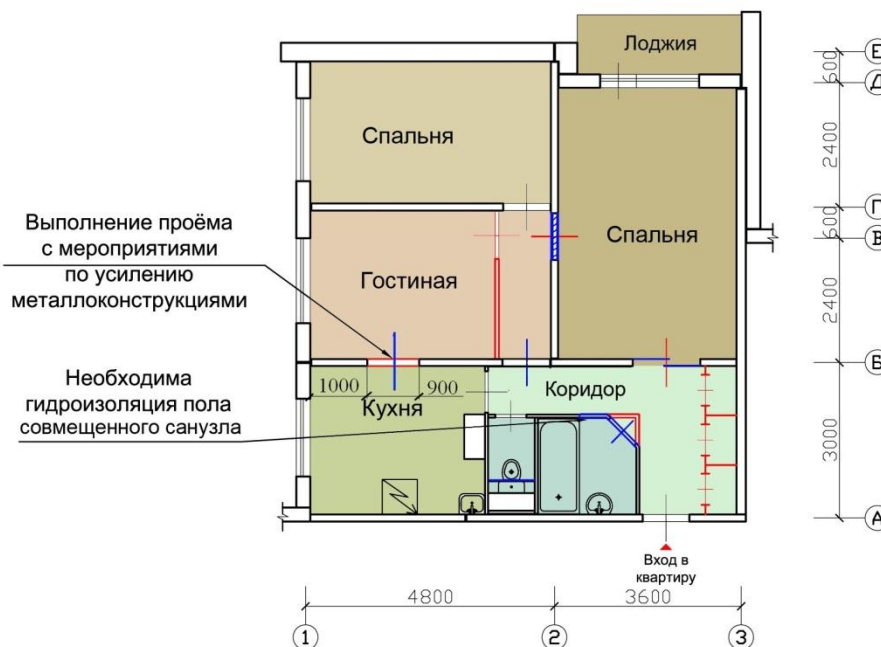 Лоджия
Е
600
Д
Спальня
2400
Г
Выполнение проёма
с мероприятиями
по усилению
металлоконструкциями
600
В
Спальня
Гостиная
2400
В
Необходима
гидроизоляция пола
совмещенного санузла
1000
900
Кухня
Коридор
3000
А
Вход в
квартиру
4800
3600
1
2
3